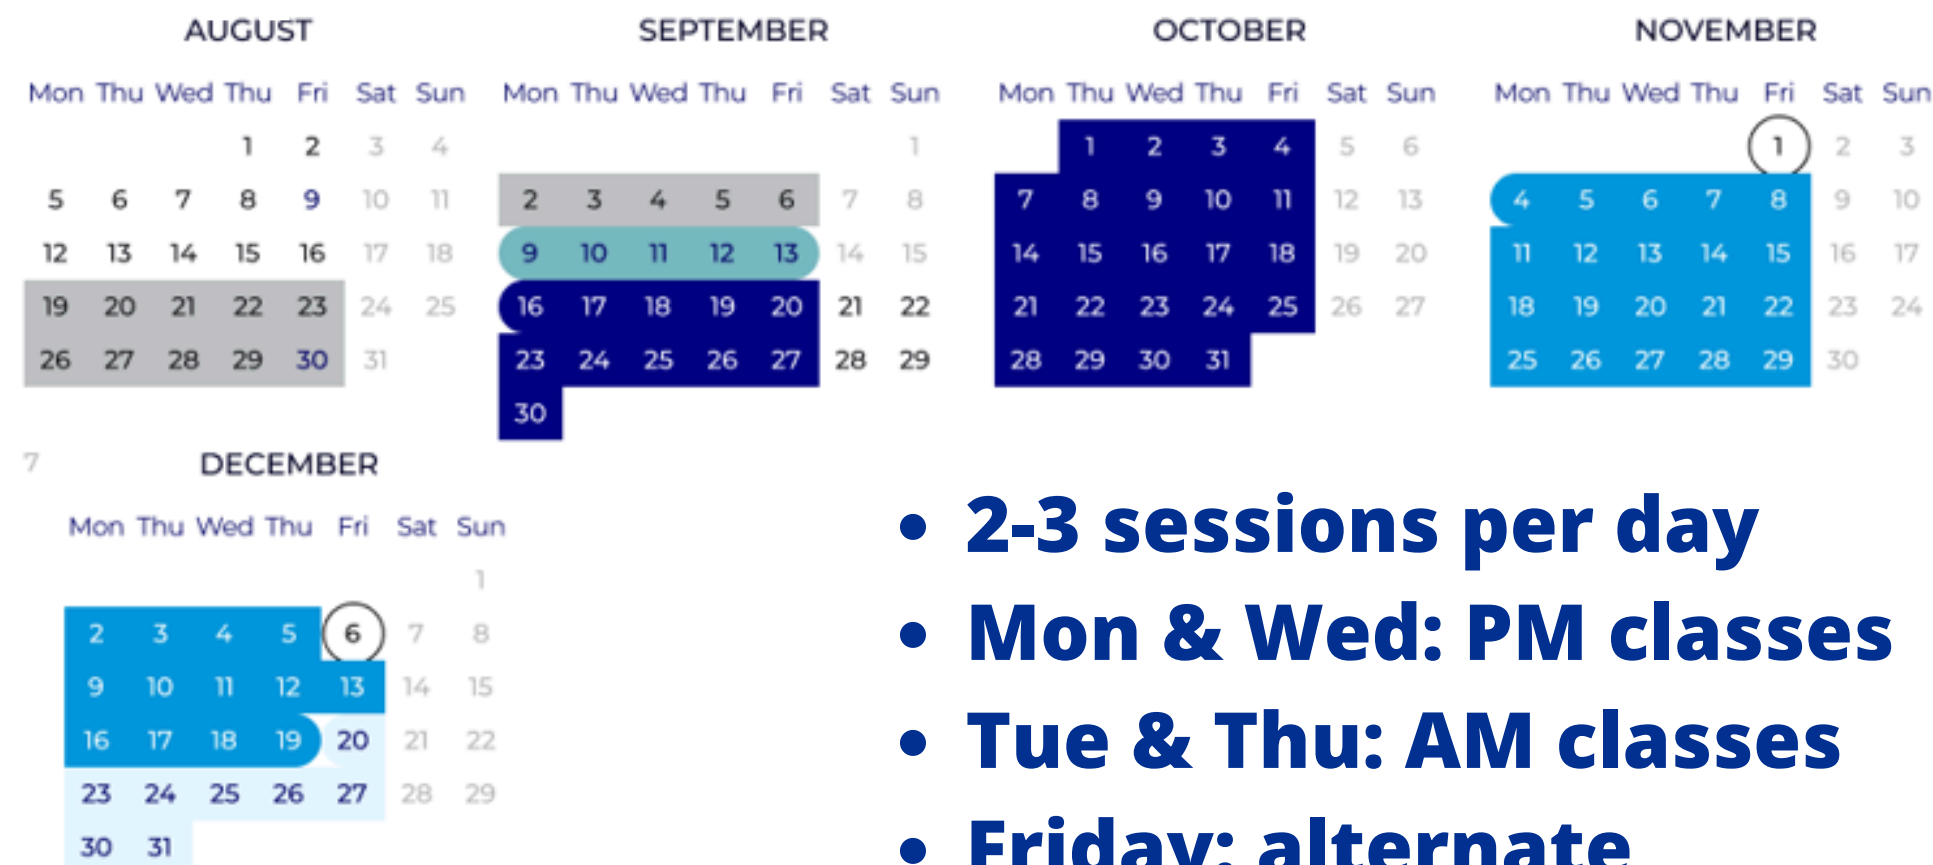 AUGUST
Mon Thu Wed Thu Fri Sat Sun
1 2 3 4
5 6 7 8 9 10 11
12 13 14 15 16 17 18
19 20 21 22 23 24 25
26 27 28 29 30 31
SEPTEMBER
Mon Thu Wed Thu Fri Sat Sun
1
2 3 4 5 6 7 8
9 10 11 12 13 14 15
16 17 18 19 20 21 22
23 24 25 26 27 28 29
30
OCTOBER
Mon Thu Wed Thu Fri Sat Sun
1 2 3 4 5 6
7 8 9 10 11 12 13
14 15 16 17 18 19 20
21 22 23 24 25 26 27
28 29 30 31
NOVEMBER
Mon Thu Wed Thu Fri Sat Sun
1 2 3
4 5 6 7 8 9 10
11 12 13 14 15 16 17
18 19 20 21 22 23 24
25 26 27 28 29 30
7
DECEMBER
Mon Thu Wed Thu Fri Sat Sun
1
2 3 4 5 6 7 8
9 10 11 12 13 14 15
16 17 18 19 20 21 22
23 24 25 26 27 28 29
30 31
• 2-3 sessions per day
• Mon & Wed: PM classes
• Tue & Thu: AM classes
• Friday: alternate